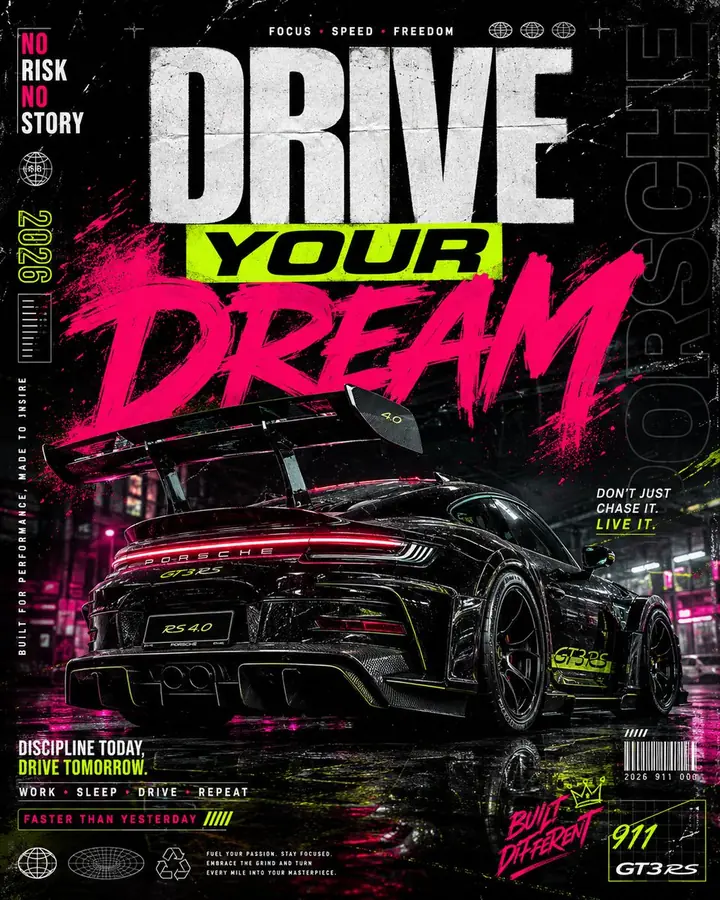 FOCUS • SPEED • FREEDOM
NO
RISK
NO
STORY
DRIVE
YOUR
DREAM
PORSCHE
2026
BUILT FOR PERFORMANCE, MADE TO INSIRE
4.0
DON'T JUST
CHASE IT.
LIVE IT.
PORSCHE
GT3RS
RS 4.0
GT3RS
DISCIPLINE TODAY,
DRIVE TOMORROW.
WORK • SLEEP • DRIVE • REPEAT
FASTER THAN YESTERDAY
FUEL YOUR PASSION. STAY FOCUSED.
EMBRACE THE GRIND AND TURN
EVERY MILE INTO YOUR MASTERPIECE.
BUILT
DIFFERENT
2026 911 000
911
GT3RS